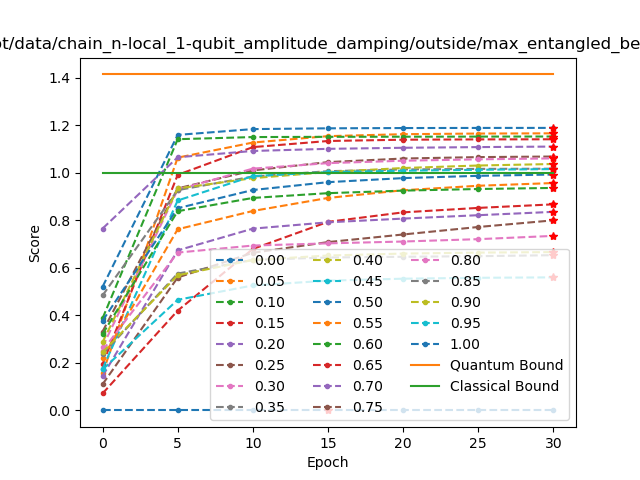 ot/data/chain_n-local_1-qubit_amplitude_damping/outside/max_entangled_be
Score
1.4
1.2
1.0
0.8
0.6
0.4
0.2
0.0
0.00 0.40 0.80
0.05 0.45 0.85
0.10 0.50 0.90
0.15 0.55 0.95
0.20 0.60 1.00
0.25 0.65 Quantum Bound
0.30 0.70 Classical Bound
0.35 0.75
0 5 10 15 20 25 30
Epoch